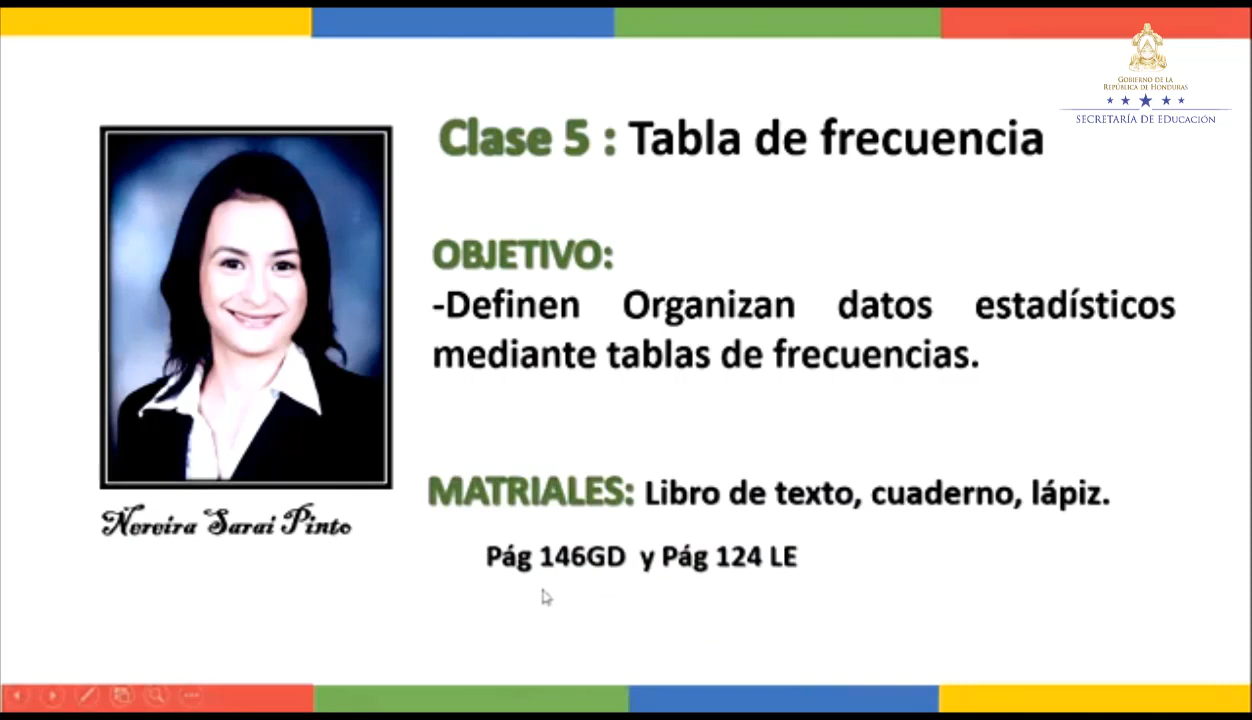 GOBIERNO DE LA
REPÚBLICA DE HONDURAS
SECRETARÍA DE EDUCACIÓN
Clase 5 : Tabla de frecuencia
OBJETIVO:
-Definen Organizan datos estadísticos
mediante tablas de frecuencias.
MATRIALES: Libro de texto, cuaderno, lápiz.
Nereira Sarai Pinto
Pág 146GD y Pág 124 LE